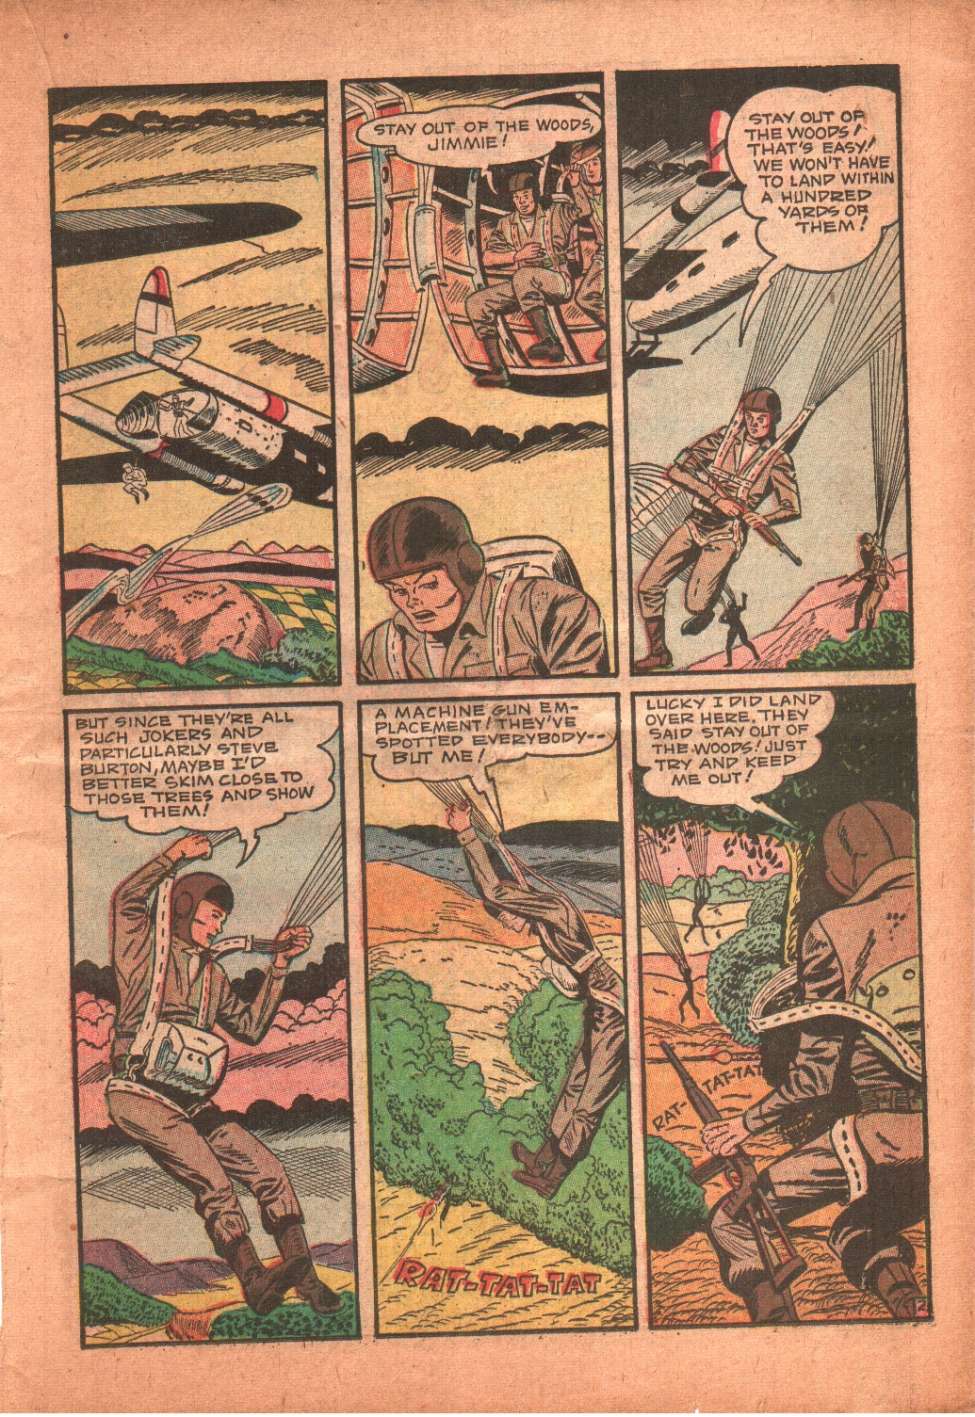 STAY OUT OF THE WOODS,
JIMMIE!
STAY OUT OF
THE WOODS!
THAT'S EASY!
WE WON'T HAVE
TO LAND WITHIN
A HUNDRED
YARDS OF
THEM!
BUT SINCE THEY'RE ALL
SUCH JOKERS AND
PARTICULARLY STEVE
BURTON, MAYBE I'D
BETTER SKIM CLOSE TO
THOSE TREES AND SHOW
THEM!
A MACHINE GUN EM-
PLACEMENT! THEY'VE
SPOTTED EVERYBODY--
BUT ME!
RAT-TAT-TAT
LUCKY I DID LAND
OVER HERE. THEY
SAID STAY OUT OF
THE WOODS! JUST
TRY AND KEEP
ME OUT!
RAT-
TAT-TAT
2